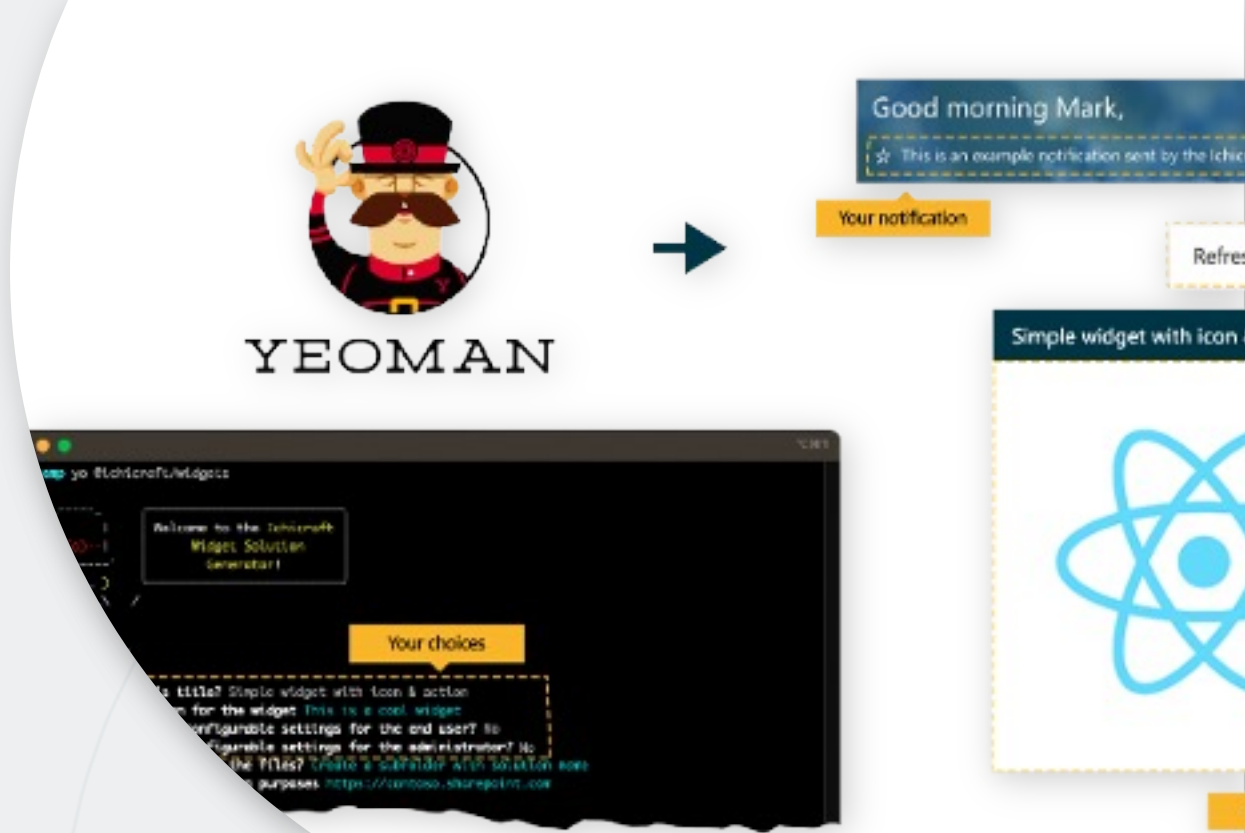 YEOMAN
Good morning Mark,
☆ This is an example notification sent by the Ichic
Your notification
Refres
Simple widget with icon
yo @ichicroft/widgets
Welcome to the Ichicraft
Widget Solution
Generator!
Your choices
title? Simple widget with icon & action
for the widget This is a cool widget
configurable settings for the end user? No
figurable settings for the administrator? No
the files? Create a subfolder with solution name
purposes https://contoso.sharepoint.com